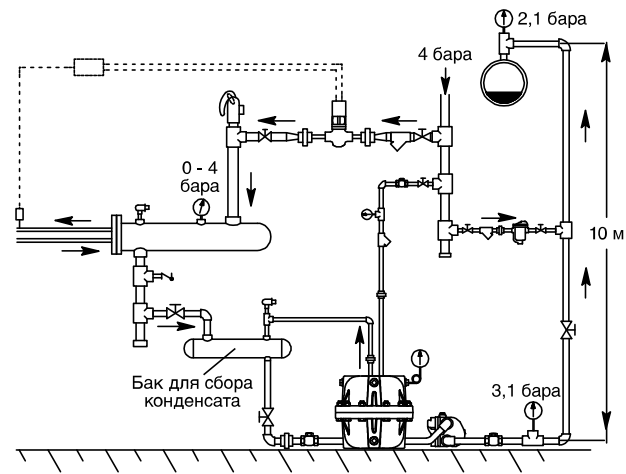 2,1 бара
4 бара
0 - 4
бара
10 м
Бак для сбора
конденсата
3,1 бара